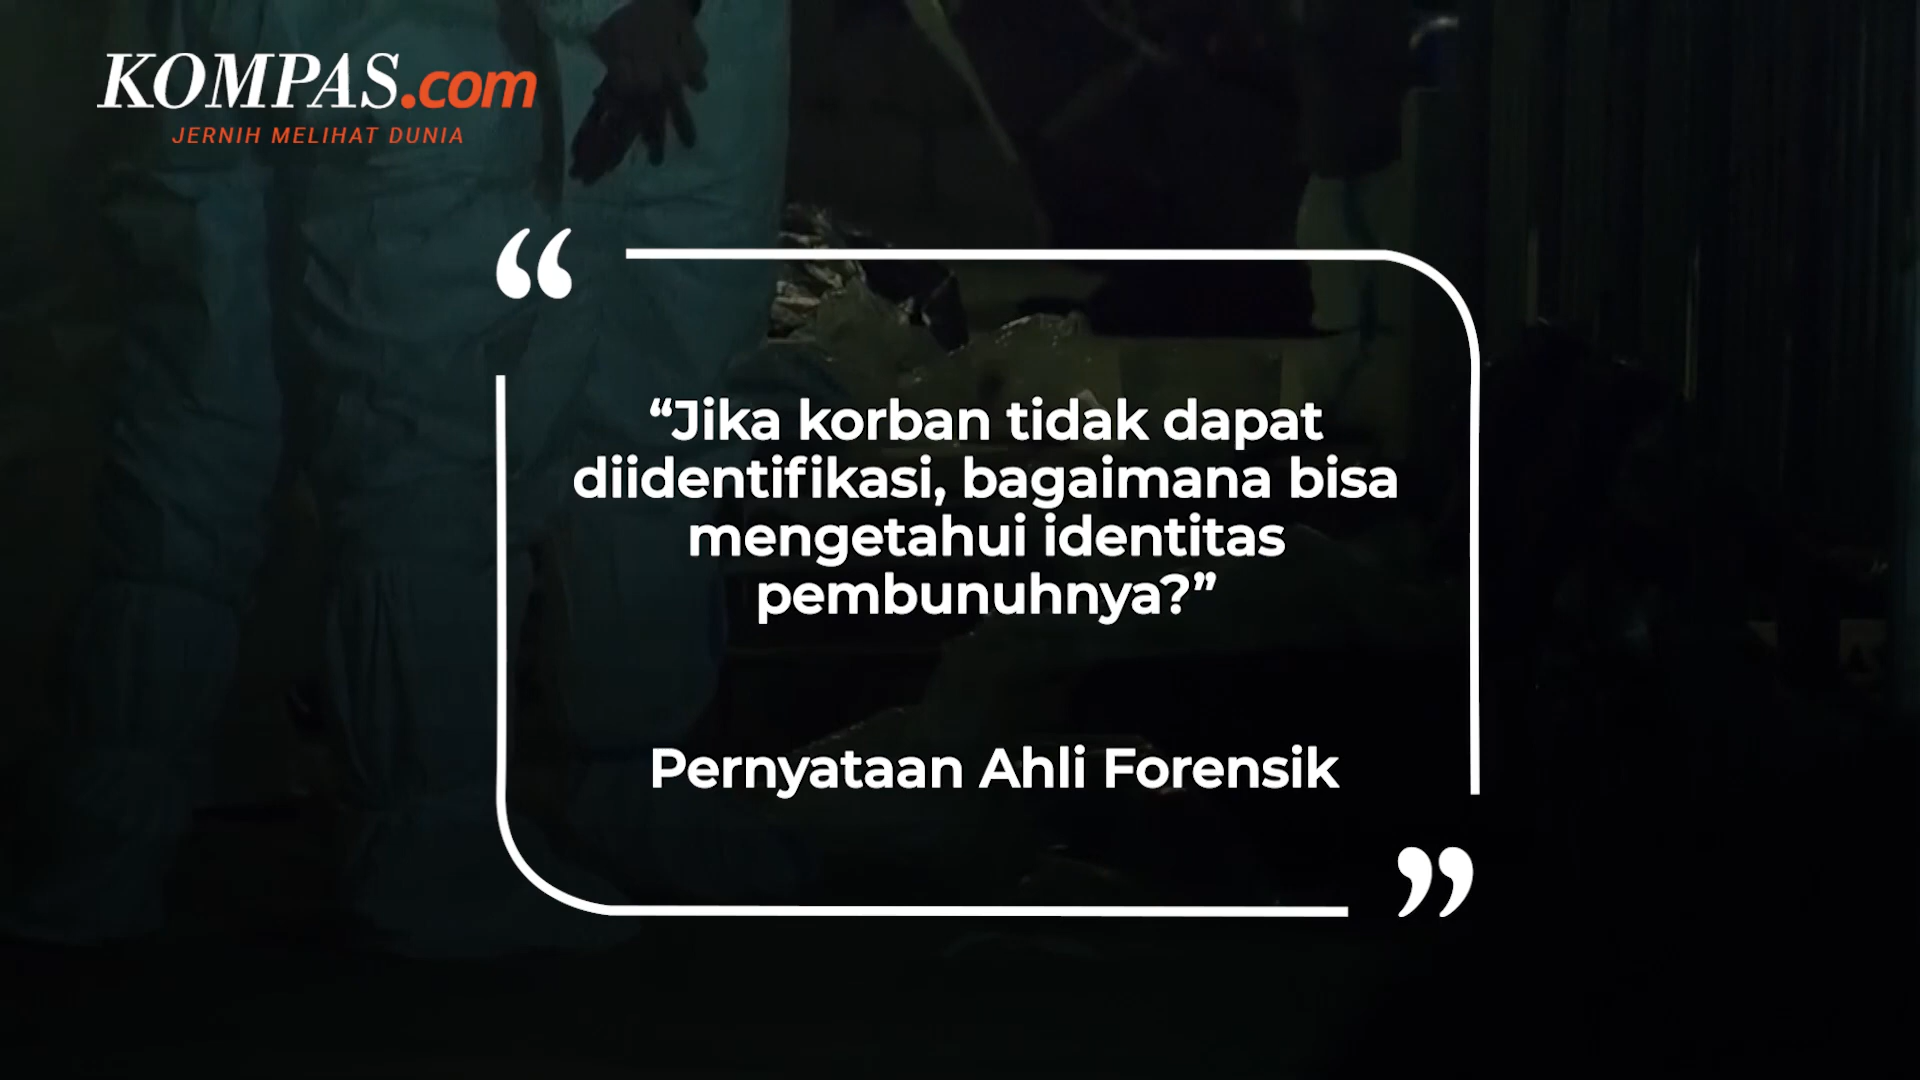 KOMPAS.com
JERNIH MELIHAT DUNIA
“Jika korban tidak dapat
diidentifikasi, bagaimana bisa
mengetahui identitas
pembunuhnya?”
Pernyataan Ahli Forensik